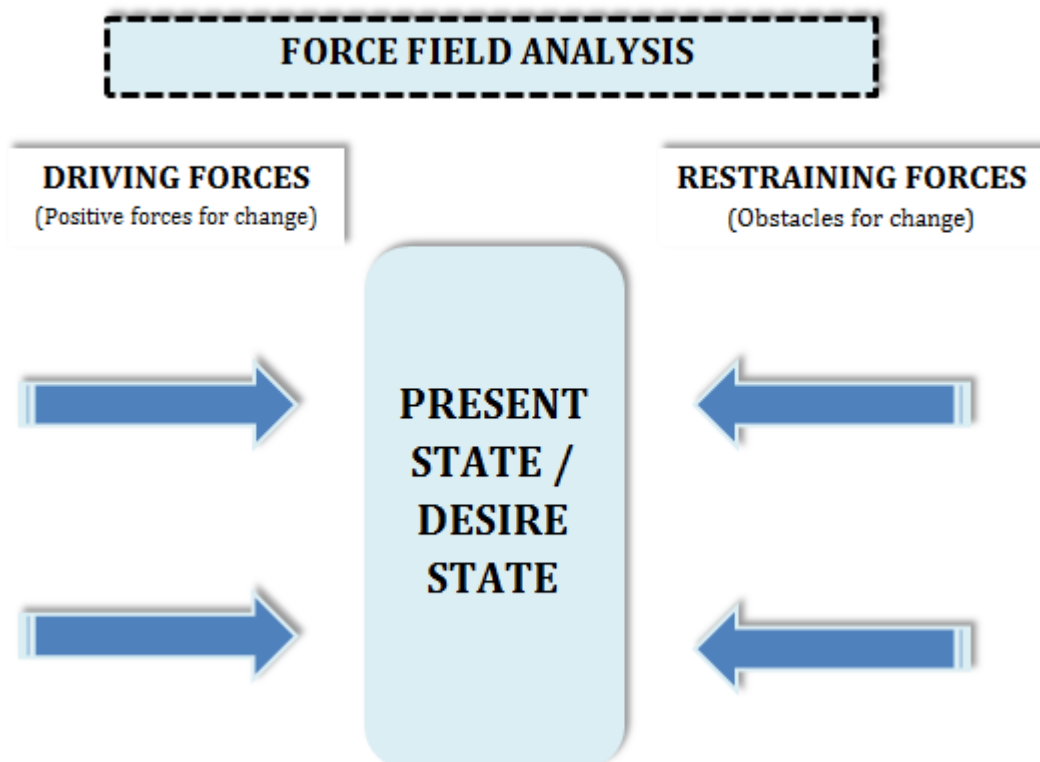 FORCE FIELD ANALYSIS
DRIVING FORCES
(Positive forces for change)
RESTRAINING FORCES
(Obstacles for change)
PRESENT
STATE /
DESIRE
STATE